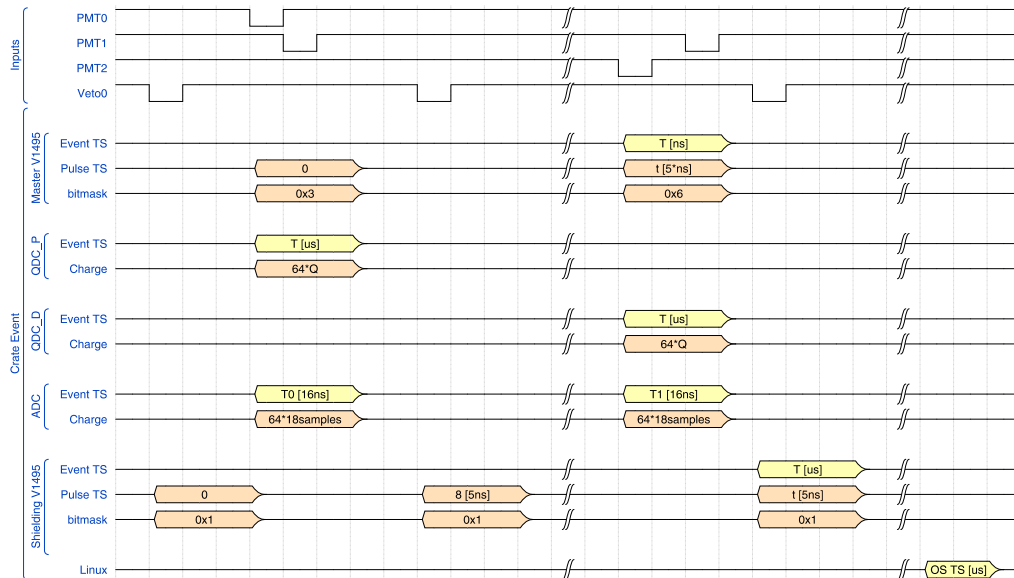 Inputs
PMT0
PMT1
PMT2
Veto0
Crate Event
Master V1495
Event TS T [ns]
Pulse TS 0 t [5*ns]
bitmask 0x3 0x6
QDC_P
Event TS T [us]
Charge 64*Q
QDC_D
Event TS T [us]
Charge 64*Q
ADC
Event TS T0 [16ns] T1 [16ns]
Charge 64*18samples 64*18samples
Shielding V1495
Event TS T [us]
Pulse TS 0 8 [5ns] t [5ns]
bitmask 0x1 0x1 0x1
Linux OS TS [us]